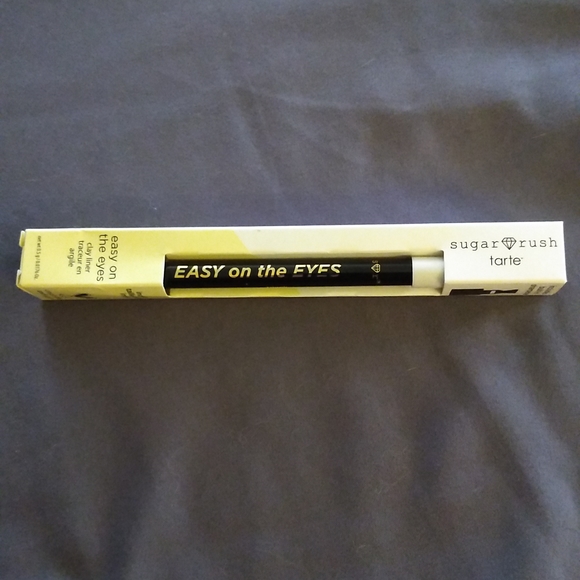 easy on
the eyes
clay liner
traceur en
argile
EASY on the EYES
sugar rush
tarte